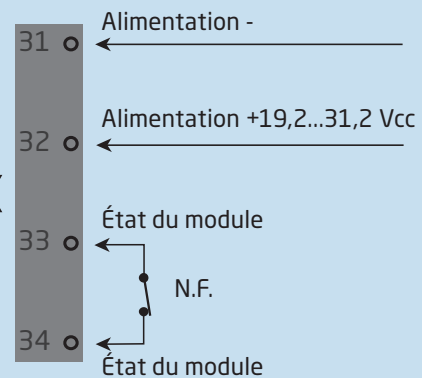 Alimentation -
31
Alimentation +19,2...31,2 Vcc
32
État du module
33
N.F.
34
État du module